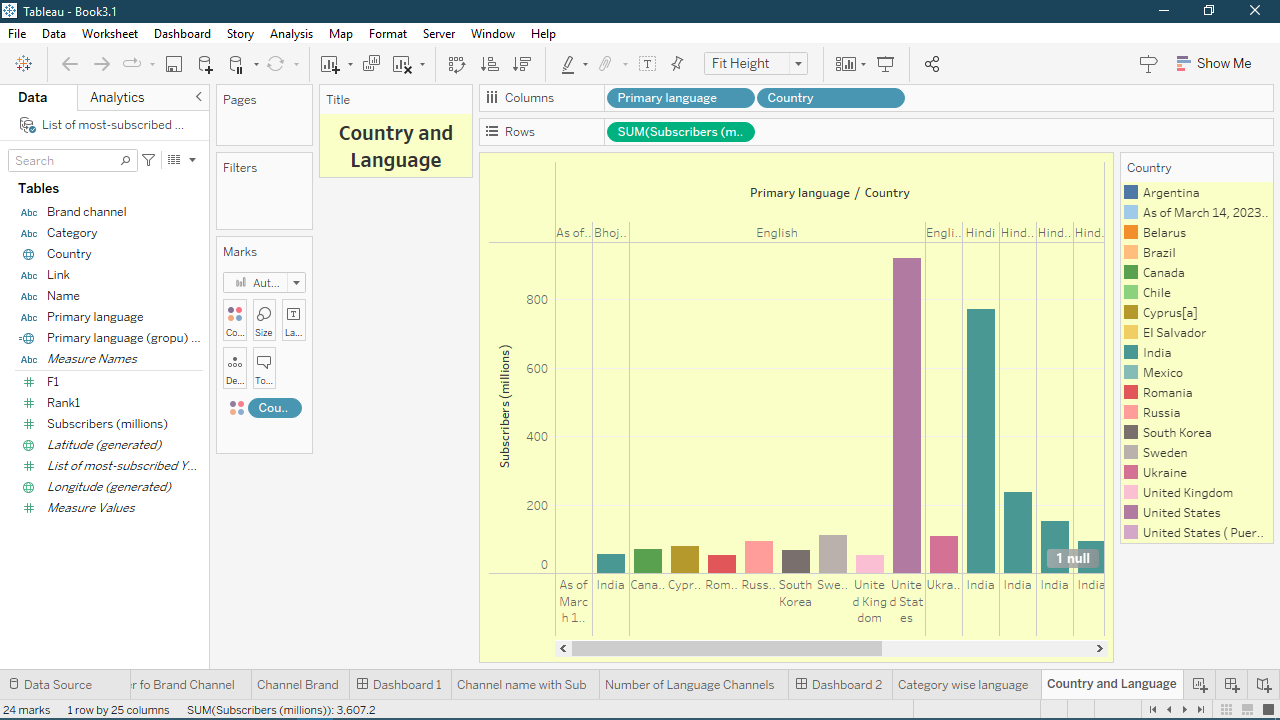 Tableau - Book3.1
File Data Worksheet Dashboard Story Analysis Map Format Server Window Help
Fit Height
Show Me
Data Analytics
List of most-subscribed ...
Search
Tables
Abc Brand channel
Abc Category
Country
Abc Link
Abc Name
Abc Primary language
Primary language (gropu) ...
Abc Measure Names
F1
Rank1
Subscribers (millions)
Latitude (generated)
List of most-subscribed Y...
Longitude (generated)
Measure Values
Pages
Filters
Marks
Aut...
Co... Size La...
De... To...
Cou..
Title
Country and
Language
Columns Primary language Country
Rows SUM(Subscribers (m..
Primary language / Country
As of.. Bhoj.. English Engli.. Hindi Hind.. Hind.. Hind..
Subscribers (millions)
800
600
400
200
0
1 null
As of
Marc
h 1..
India
Cana..
Cypr..
Rom..
Russ..
South
Korea
Swe..
Unite
d King
dom
Unite
d Stat
es
Ukra..
India
India
India
India
Country
Argentina
As of March 14, 2023..
Belarus
Brazil
Canada
Chile
Cyprus[a]
El Salvador
India
Mexico
Romania
Russia
South Korea
Sweden
Ukraine
United Kingdom
United States
United States ( Puer..
Data Source r fo Brand Channel Channel Brand Dashboard 1 Channel name with Sub Number of Language Channels Dashboard 2 Category wise language Country and Language
24 marks 1 row by 25 columns SUM(Subscribers (millions)): 3,607.2